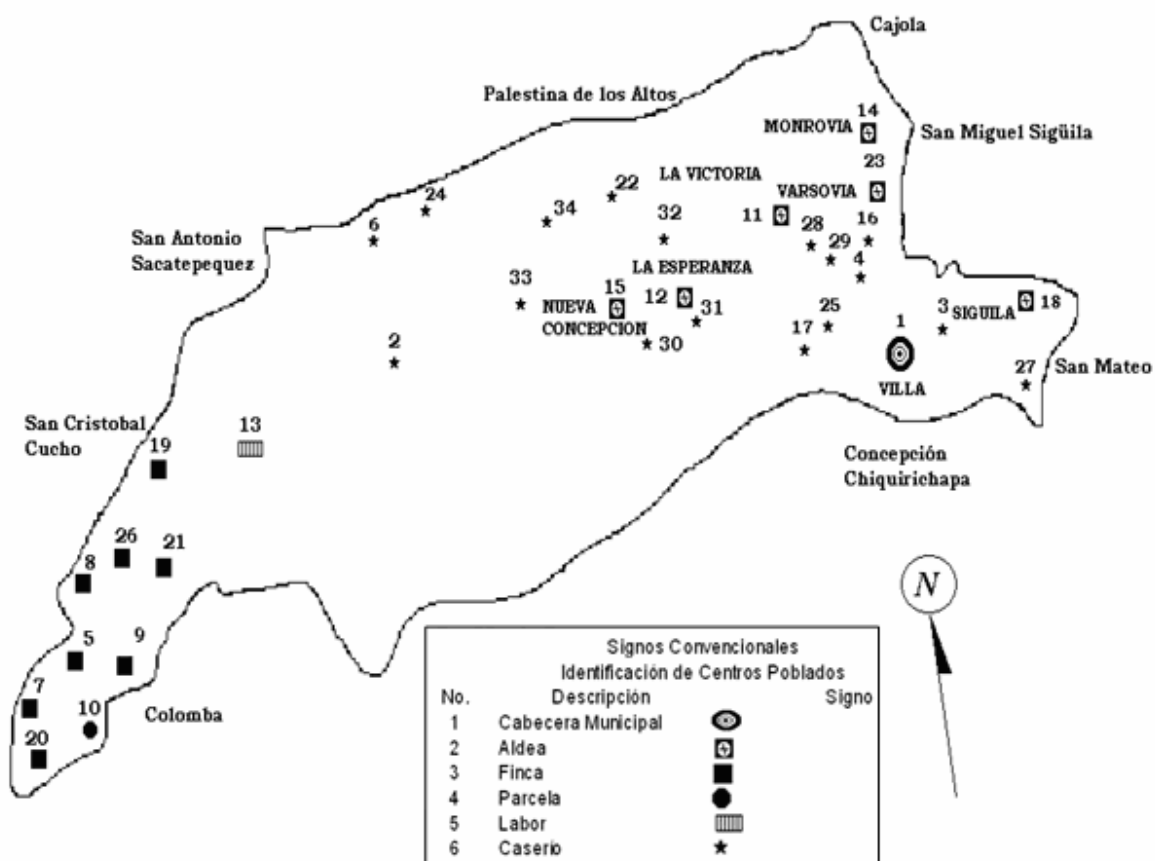 Cajola
Palestina de los Altos
14
MONROVIA
San Miguel Sigüila
23
LA VICTORIA
VARSOVIA
22
24
34
11
32
28
16
6
29
San Antonio
Sacatepequez
4
LA ESPERANZA
33
15
12
NUEVA
CONCEPCION
31
25
1
3
SIGUILA
18
30
17
2
VILLA
27
San Mateo
San Cristobal
Cucho
13
19
Concepción
Chiquirichapa
26
21
8
N
5
9
7
10
Colomba
20
Signos Convencionales
Identificación de Centros Poblados
No. Descripción Signo
1 Cabecera Municipal
2 Aldea
3 Finca
4 Parcela
5 Labor
6 Caserio